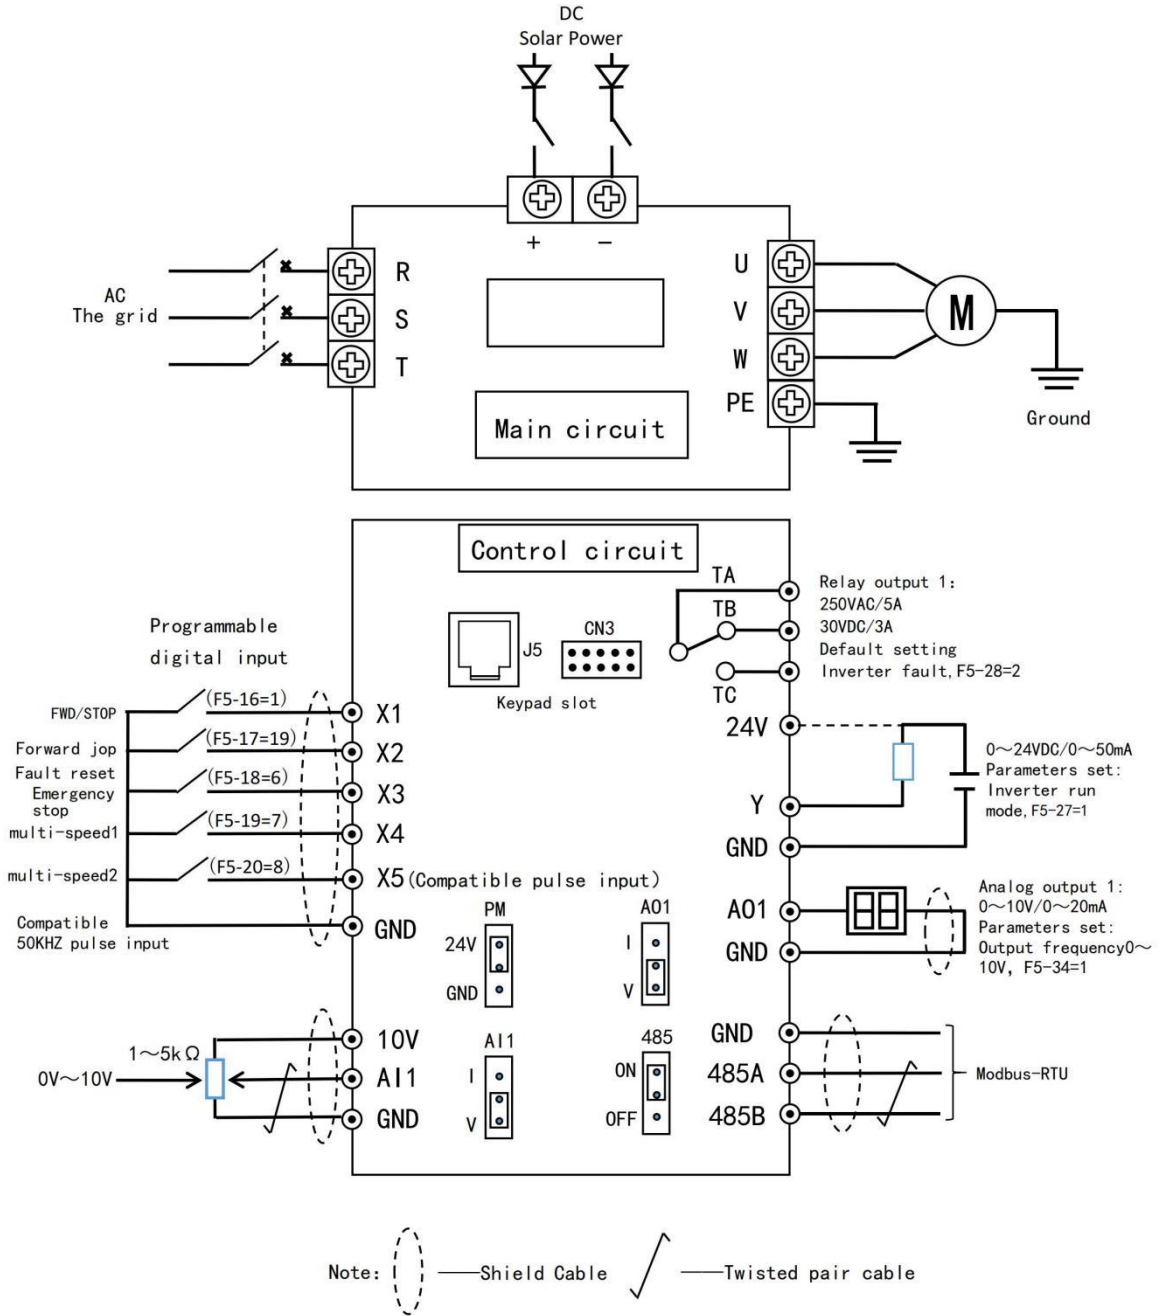 DC
Solar Power
+
−
R
AC
The grid
S
T
U
V
M
W
PE
Ground
Main circuit
Control circuit
TA
TB
TC
Relay output 1:
250VAC/5A
30VDC/3A
Default setting
Inverter fault, F5-28=2
J5
CN3
Keypad slot
Programmable
digital input
FWD/STOP
(F5-16=1)
X1
Forward jop
(F5-17=19)
X2
Fault reset
Emergency
stop
(F5-18=6)
X3
multi-speed1
(F5-19=7)
X4
multi-speed2
(F5-20=8)
X5 (Compatible pulse input)
Compatible
50KHZ pulse input
GND
24V
Y
GND
0~24VDC/0~50mA
Parameters set:
Inverter run
mode, F5-27=1
PM
24V
GND
AO1
I
V
AO1
GND
Analog output 1:
0~10V/0~20mA
Parameters set:
Output frequency0~
10V, F5-34=1
1~5kΩ
0V~10V
10V
AI1
GND
AI1
I
V
485
ON
OFF
GND
485A
485B
Modbus-RTU
Note:
——Shield Cable
——Twisted pair cable